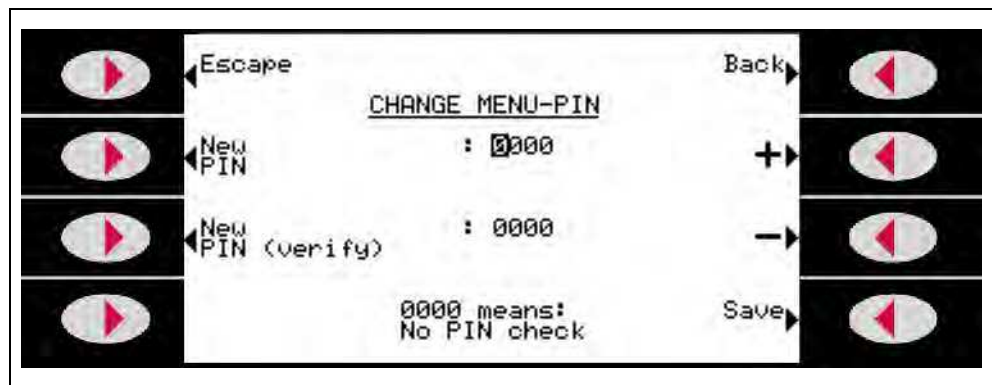 Escape
Back
CHANGE MENU-PIN
New : 0000
PIN
+
New : 0000
PIN (verify)
-
0000 means:
Save
No PIN check